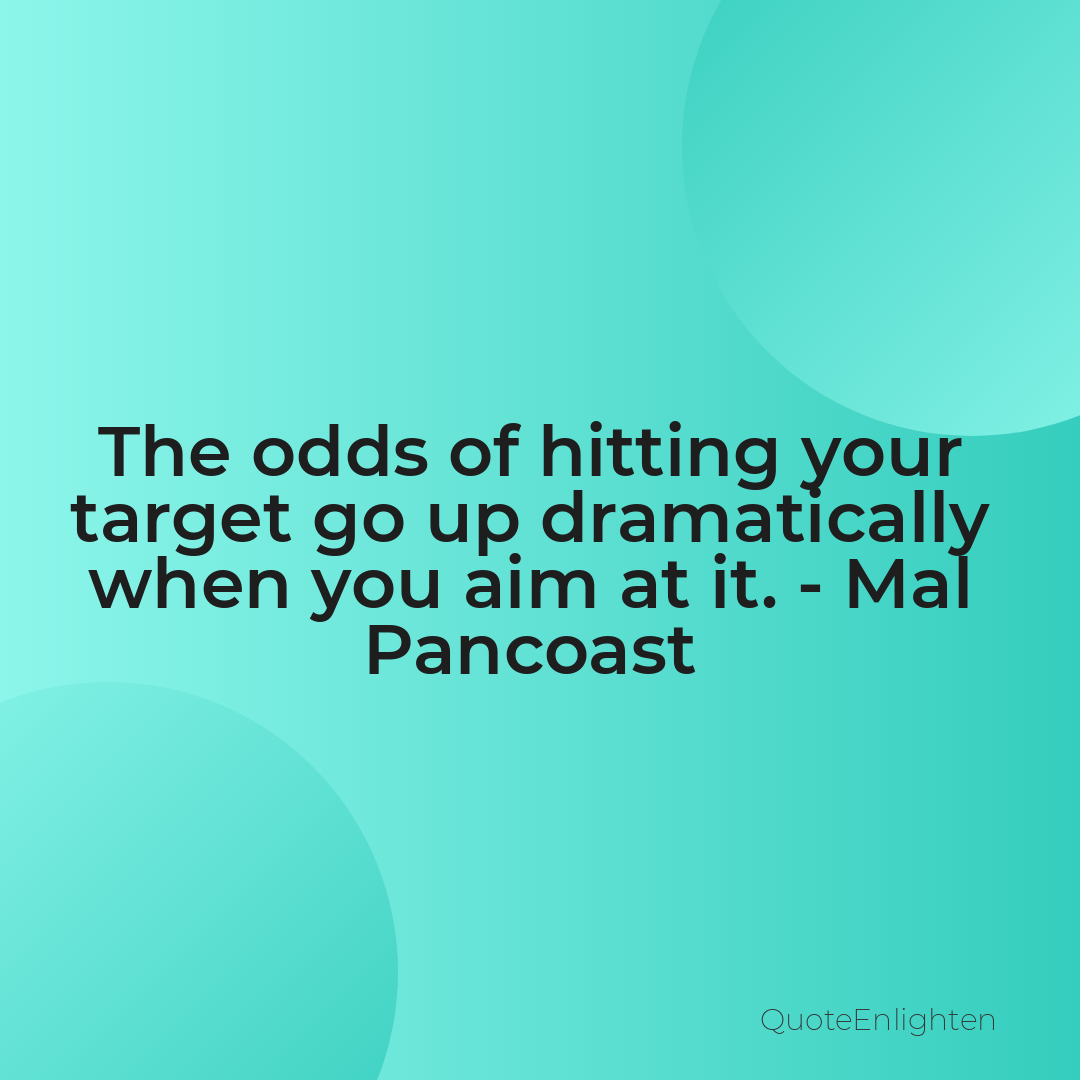 The odds of hitting your
target go up dramatically
when you aim at it. - Mal
Pancoast
QuoteEnlighten